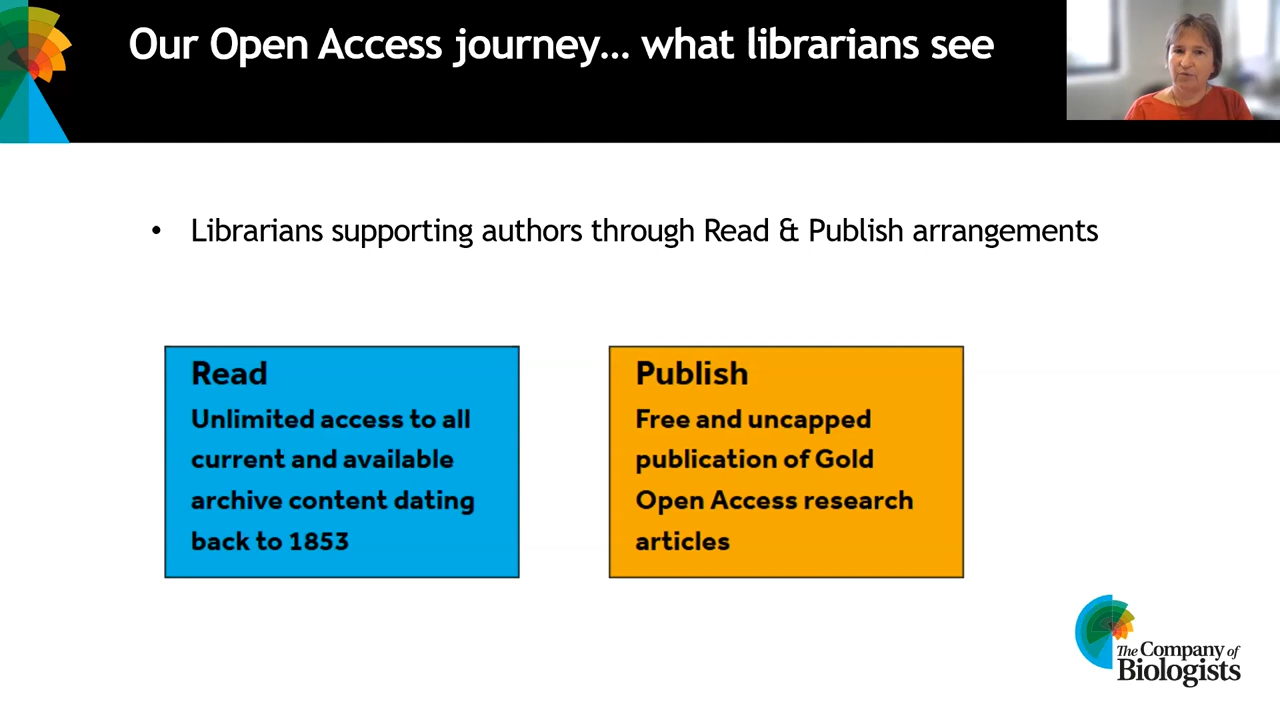 Our Open Access journey... what librarians see
• Librarians supporting authors through Read & Publish arrangements
Read
Unlimited access to all
current and available
archive content dating
back to 1853
Publish
Free and uncapped
publication of Gold
Open Access research
articles
The Company of
Biologists